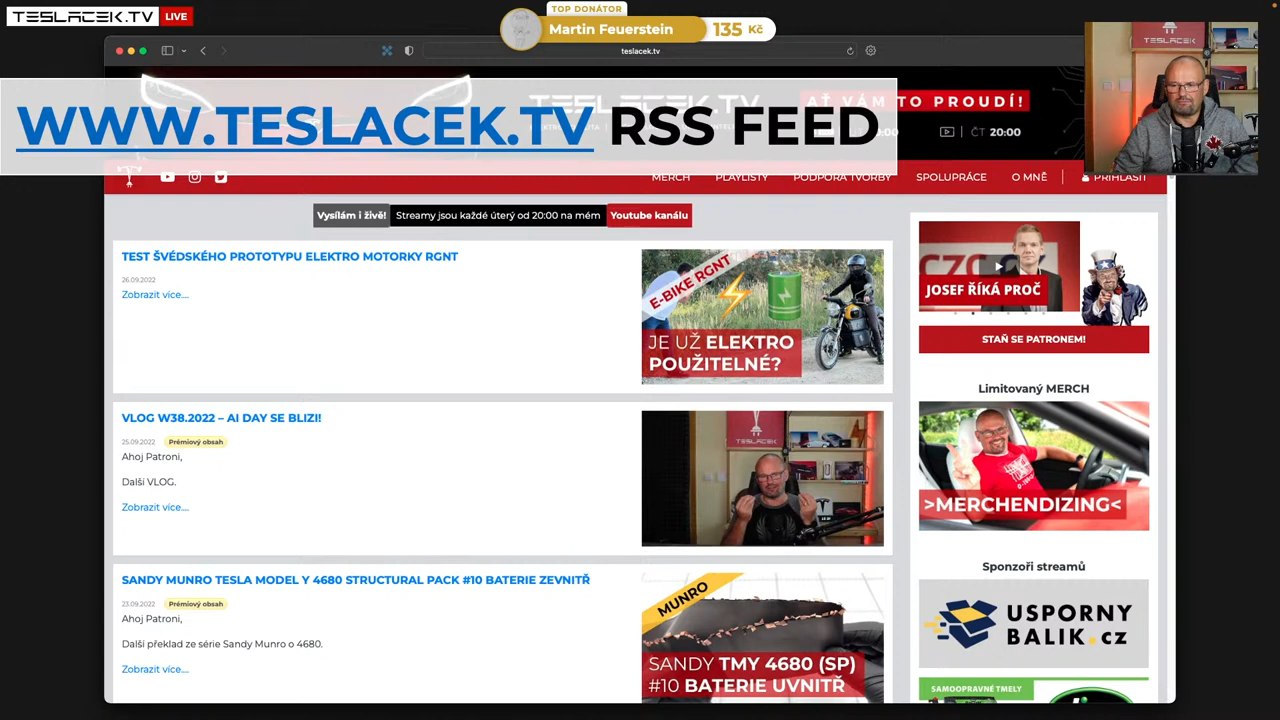 TESLACEK.TV LIVE
TOP DONÁTOR
Martin Feuerstein 135 Kč
teslacek.tv
WWW.TESLACEK.TV RSS FEED
AŤ VÁM TO PROUDÍ!
ČT 20:00
MERCH PLAYLISTY PODPORA TVORBY SPOLUPRÁCE O MNĚ PŘIHLÁSIT
Vysílám i živě! Streamy jsou každé úterý od 20:00 na mém Youtube kanálu
TEST ŠVÉDSKÉHO PROTOTYPU ELEKTRO MOTORKY RGNT
26.09.2022
Zobrazit více....
E-BIKE RGNT
JE UŽ ELEKTRO
POUŽITELNÉ?
VLOG W38.2022 – AI DAY SE BLIZI!
25.09.2022 Prémiový obsah
Ahoj Patroni,
Další VLOG.
Zobrazit více....
TESLACEK
SANDY MUNRO TESLA MODEL Y 4680 STRUCTURAL PACK #10 BATERIE ZEVNITŘ
23.09.2022 Prémiový obsah
Ahoj Patroni,
Další překlad ze série Sandy Munro o 4680.
Zobrazit více....
MUNRO
SANDY TMY 4680 (SP)
#10 BATERIE UVNITŘ
CZC
JOSEF ŘÍKÁ PROČ
STAŇ SE PATRONEM!
Limitovaný MERCH
>MERCHENDIZING<
Sponzoři streamů
USPORNY
BALIK.cz
SAMOOPRAVNÉ TMELY
TESLACEK